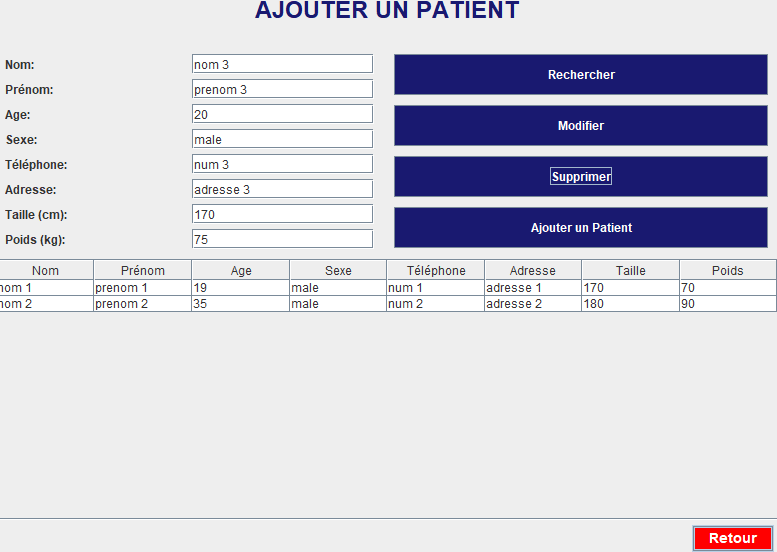 AJOUTER UN PATIENT
Nom: nom 3
Prénom: prenom 3
Age: 20
Sexe: male
Téléphone: num 3
Adresse: adresse 3
Taille (cm): 170
Poids (kg): 75
Rechercher
Modifier
Supprimer
Ajouter un Patient
Nom Prénom Age Sexe Téléphone Adresse Taille Poids
nom 1 prenom 1 19 male num 1 adresse 1 170 70
nom 2 prenom 2 35 male num 2 adresse 2 180 90
Retour